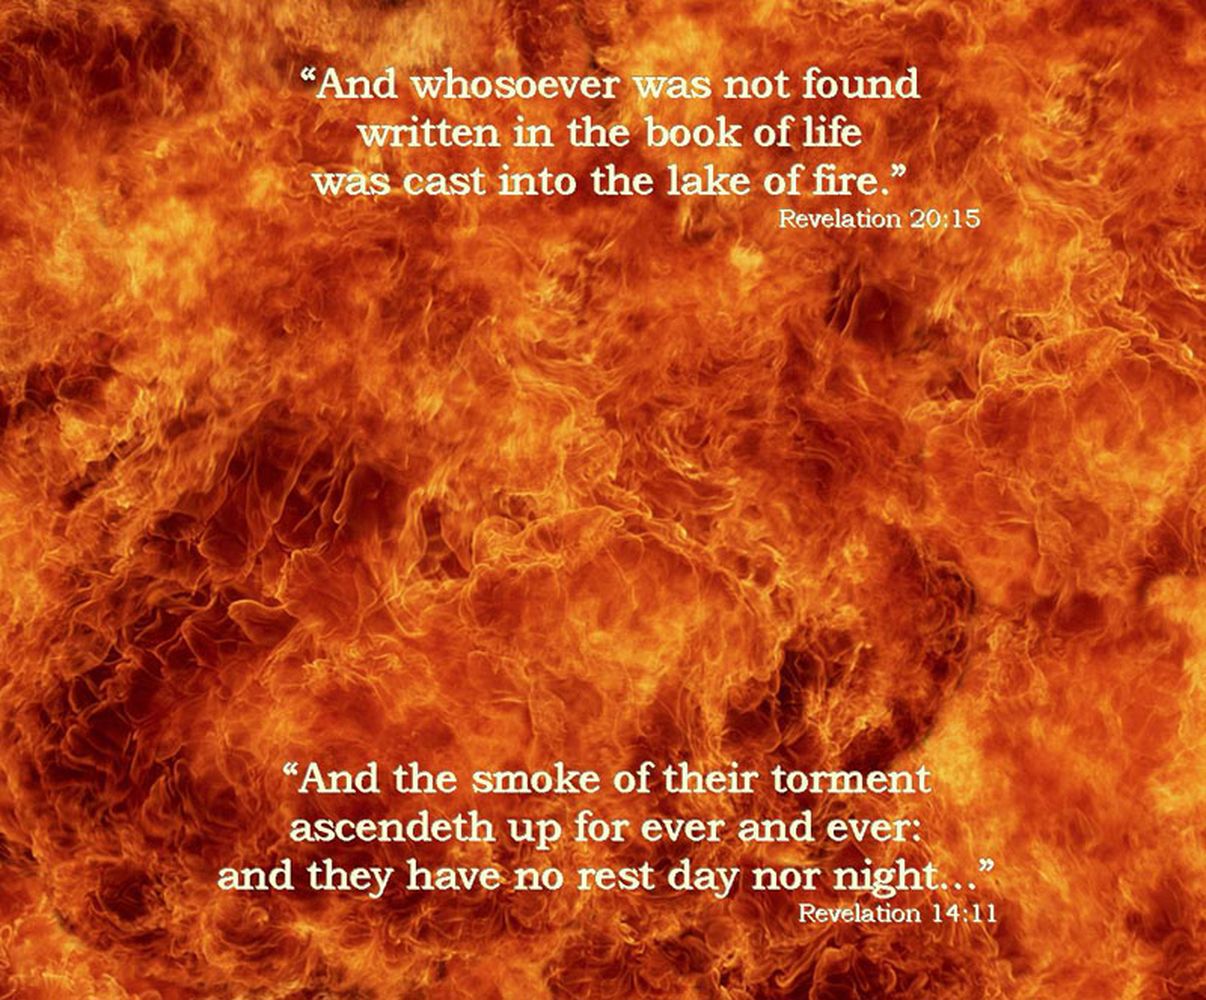 “And whosoever was not found
written in the book of life
was cast into the lake of fire.”
Revelation 20:15
“And the smoke of their torment
ascendeth up for ever and ever:
and they have no rest day nor night...”
Revelation 14:11